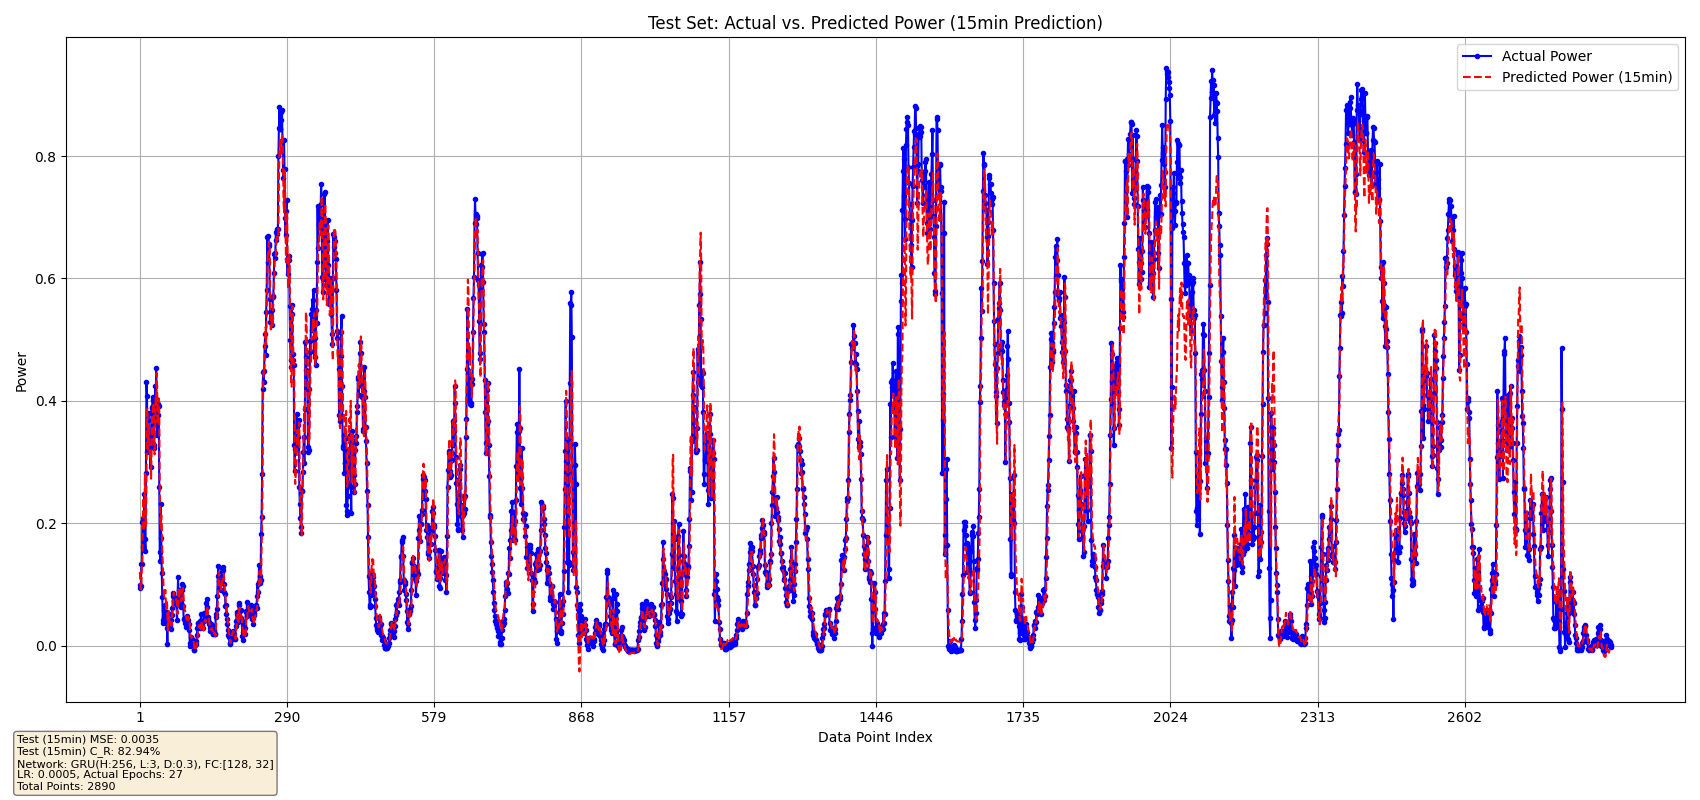 Test Set: Actual vs. Predicted Power (15min Prediction)
Actual Power
Predicted Power (15min)
Power
0.8
0.6
0.4
0.2
0.0
1 290 579 868 1157 1446 1735 2024 2313 2602
Data Point Index
Test (15min) MSE: 0.0035
Test (15min) C_R: 82.94%
Network: GRU(H:256, L:3, D:0.3), FC:[128, 32]
LR: 0.0005, Actual Epochs: 27
Total Points: 2890